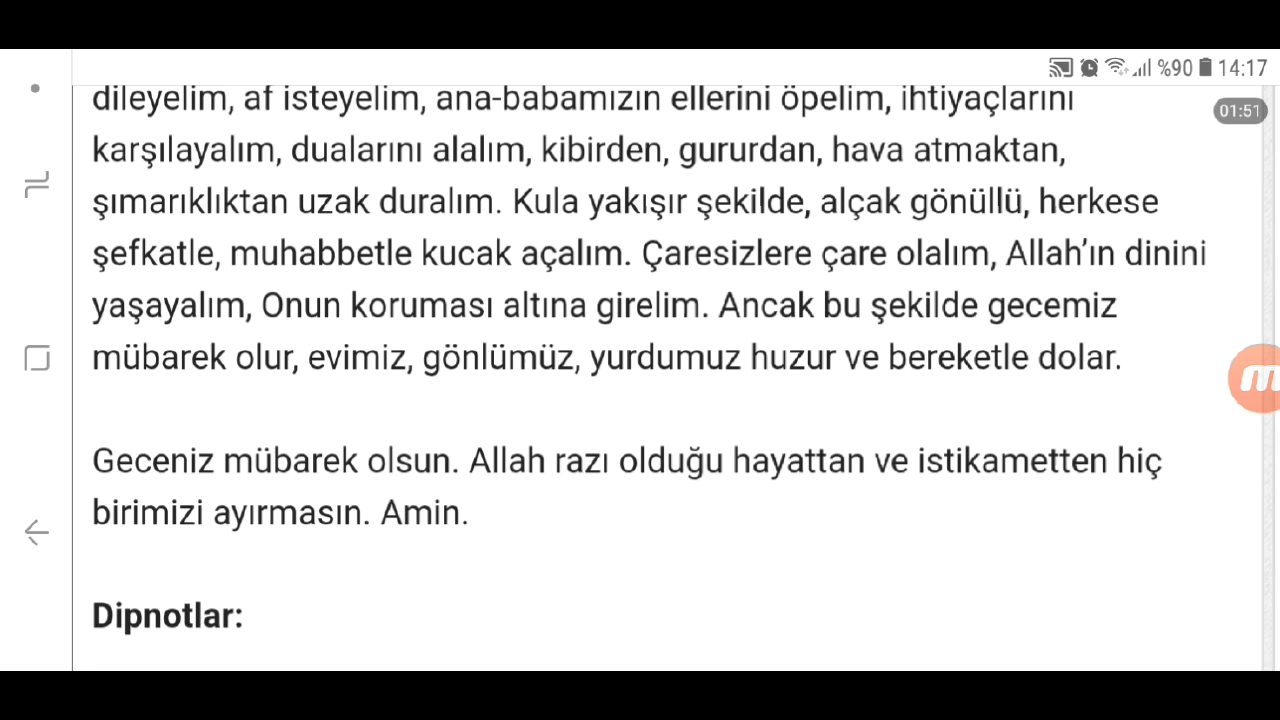 %90 14:17
dileyelim, af isteyelim, ana-babamızın ellerini öpelim, ihtiyaçlarını
01:51
karşılayalım, dualarını alalım, kibirden, gururdan, hava atmaktan,
şımarıklıktan uzak duralım. Kula yakışır şekilde, alçak gönüllü, herkese
şefkatle, muhabbetle kucak açalım. Çaresizlere çare olalım, Allah’ın dinini
yaşayalım, Onun koruması altına girelim. Ancak bu şekilde gecemiz
mübarek olur, evimiz, gönlümüz, yurdumuz huzur ve bereketle dolar.
Geceniz mübarek olsun. Allah razı olduğu hayattan ve istikametten hiç
birimizi ayırmasın. Amin.
Dipnotlar: